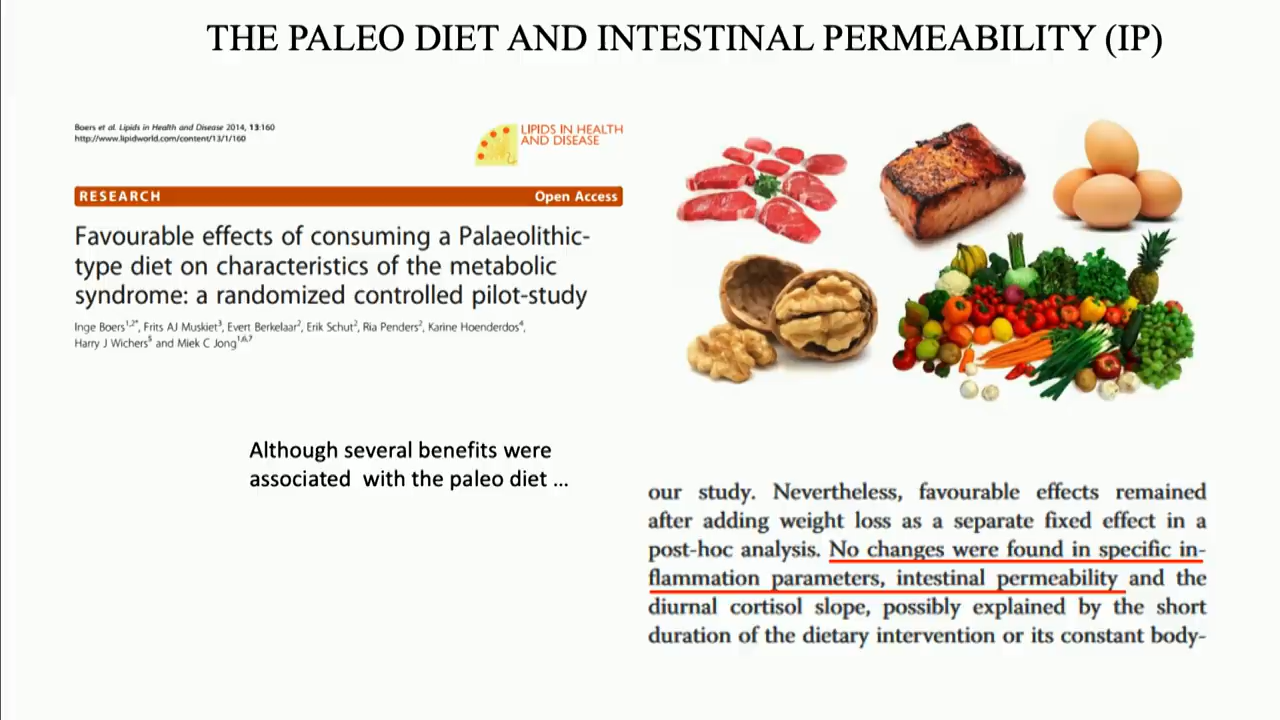 THE PALEO DIET AND INTESTINAL PERMEABILITY (IP)
Boers et al. Lipids in Health and Disease 2014, 13:160
http://www.lipidworld.com/content/13/1/160
LIPIDS IN HEALTH
AND DISEASE
RESEARCH
Open Access
Favourable effects of consuming a Palaeolithic-
type diet on characteristics of the metabolic
syndrome: a randomized controlled pilot-study
Inge Boers1,2*, Frits AJ Muskiet3, Evert Berkelaar2, Erik Schut2, Ria Penders2, Karine Hoenderdos4,
Harry J Wichers5 and Miek C Jong1,6,7
Although several benefits were
associated with the paleo diet ...
our study. Nevertheless, favourable effects remained
after adding weight loss as a separate fixed effect in a
post-hoc analysis. No changes were found in specific in-
flammation parameters, intestinal permeability and the
diurnal cortisol slope, possibly explained by the short
duration of the dietary intervention or its constant body-